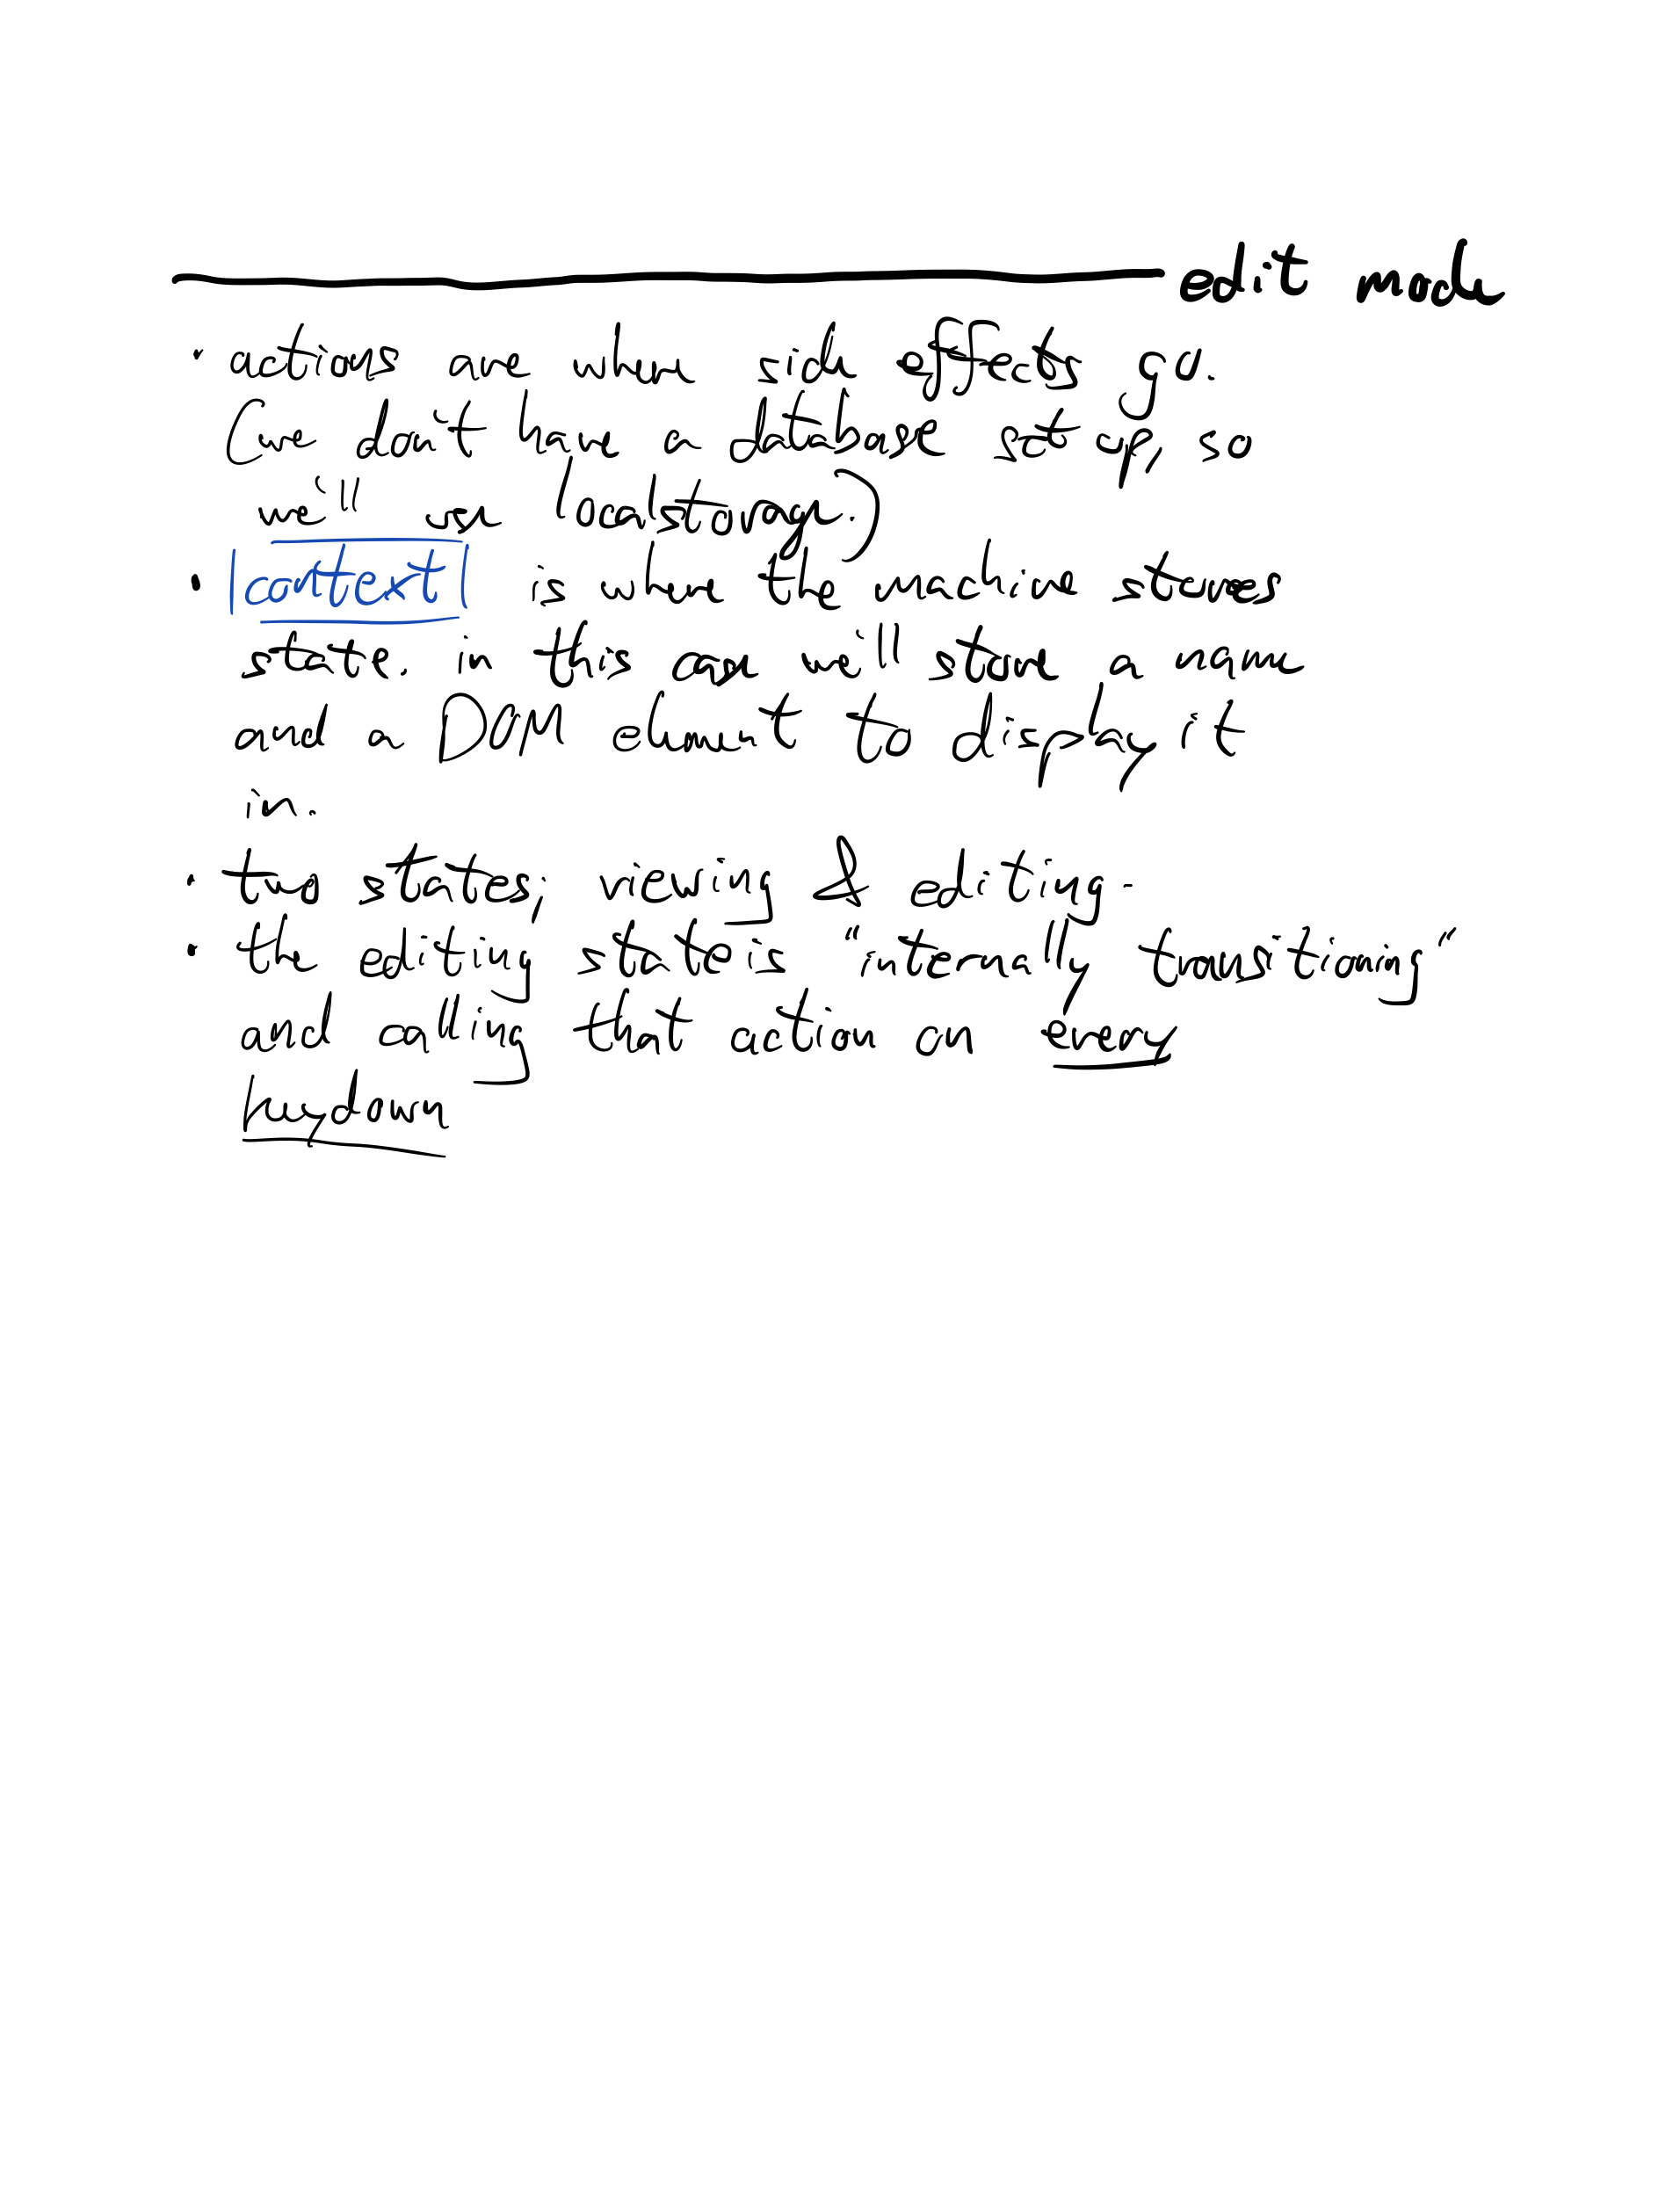 edit mode
· actions are where side effects go.
(we don't have a database set up, so
we'll use localstorage.)
· context is where the machine stores
state. in this case we'll store a name
and a DOM element to display it
in.
· two states; viewing & editing.
· the editing state is "internally transitioning"
and calling that action on every
keydown